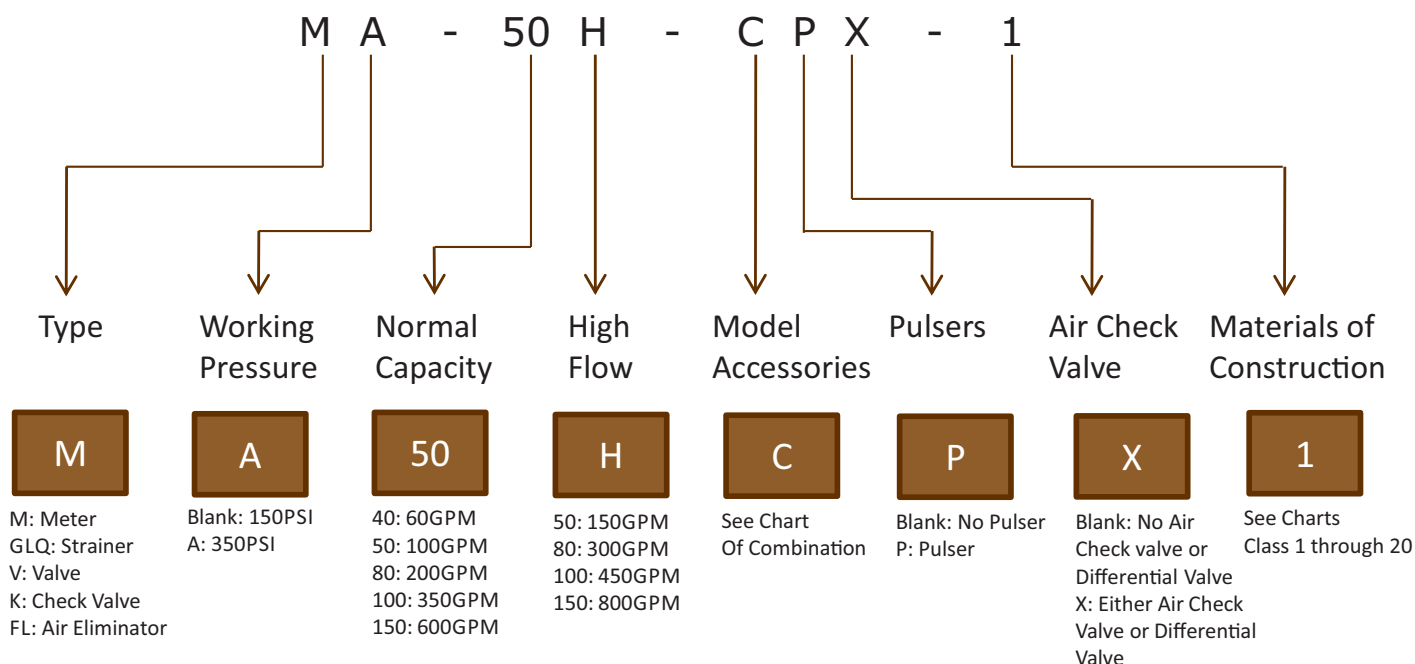 M A - 50 H - C P X - 1
Type
Working
Pressure
Normal
Capacity
High
Flow
Model
Accessories
Pulsers
Air Check
Valve
Materials of
Construction
M
A
50
H
C
P
X
1
M: Meter
GLQ: Strainer
V: Valve
K: Check Valve
FL: Air Eliminator
Blank: 150PSI
A: 350PSI
40: 60GPM
50: 100GPM
80: 200GPM
100: 350GPM
150: 600GPM
50: 150GPM
80: 300GPM
100: 450GPM
150: 800GPM
See Chart
Of Combination
Blank: No Pulser
P: Pulser
Blank: No Air
Check valve or
Differential Valve
X: Either Air Check
Valve or Differential
Valve
See Charts
Class 1 through 20